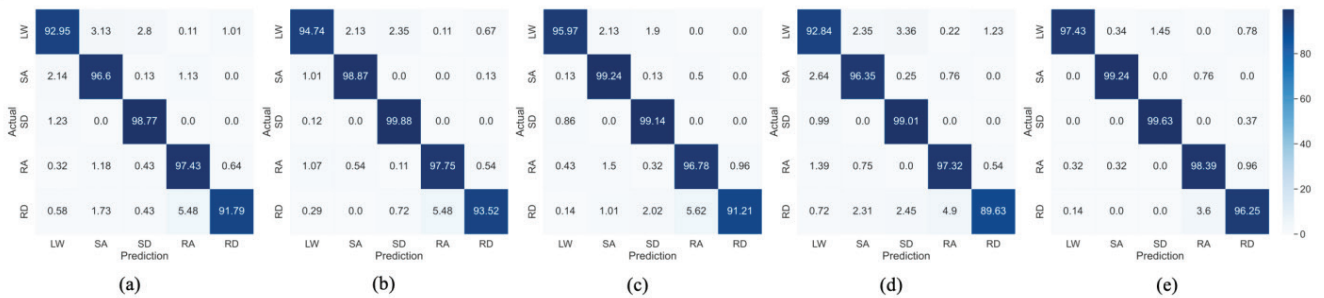 LW 92.95 3.13 2.8 0.11 1.01
SA 2.14 96.6 0.13 1.13 0.0
SD 1.23 0.0 98.77 0.0 0.0
RA 0.32 1.18 0.43 97.43 0.64
RD 0.58 1.73 0.43 5.48 91.79
Actual
LW SA SD RA RD
Prediction
(a)
LW 94.74 2.13 2.35 0.11 0.67
SA 1.01 98.87 0.0 0.0 0.13
SD 0.12 0.0 99.88 0.0 0.0
RA 1.07 0.54 0.11 97.75 0.54
RD 0.29 0.0 0.72 5.48 93.52
Actual
LW SA SD RA RD
Prediction
(b)
LW 95.97 2.13 1.9 0.0 0.0
SA 0.13 99.24 0.13 0.5 0.0
SD 0.86 0.0 99.14 0.0 0.0
RA 0.43 1.5 0.32 96.78 0.96
RD 0.14 1.01 2.02 5.62 91.21
Actual
LW SA SD RA RD
Prediction
(c)
LW 92.84 2.35 3.36 0.22 1.23
SA 2.64 96.35 0.25 0.76 0.0
SD 0.99 0.0 99.01 0.0 0.0
RA 1.39 0.75 0.0 97.32 0.54
RD 0.72 2.31 2.45 4.9 89.63
Actual
LW SA SD RA RD
Prediction
(d)
LW 97.43 0.34 1.45 0.0 0.78
SA 0.0 99.24 0.0 0.76 0.0
SD 0.0 0.0 99.63 0.0 0.37
RA 0.32 0.32 0.0 98.39 0.96
RD 0.14 0.0 0.0 3.6 96.25
Actual
LW SA SD RA RD
Prediction
(e)
80
60
40
20
0